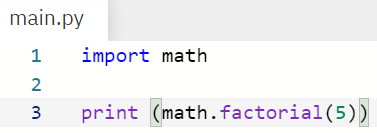 main.py
1 import math
2
3 print (math.factorial(5))